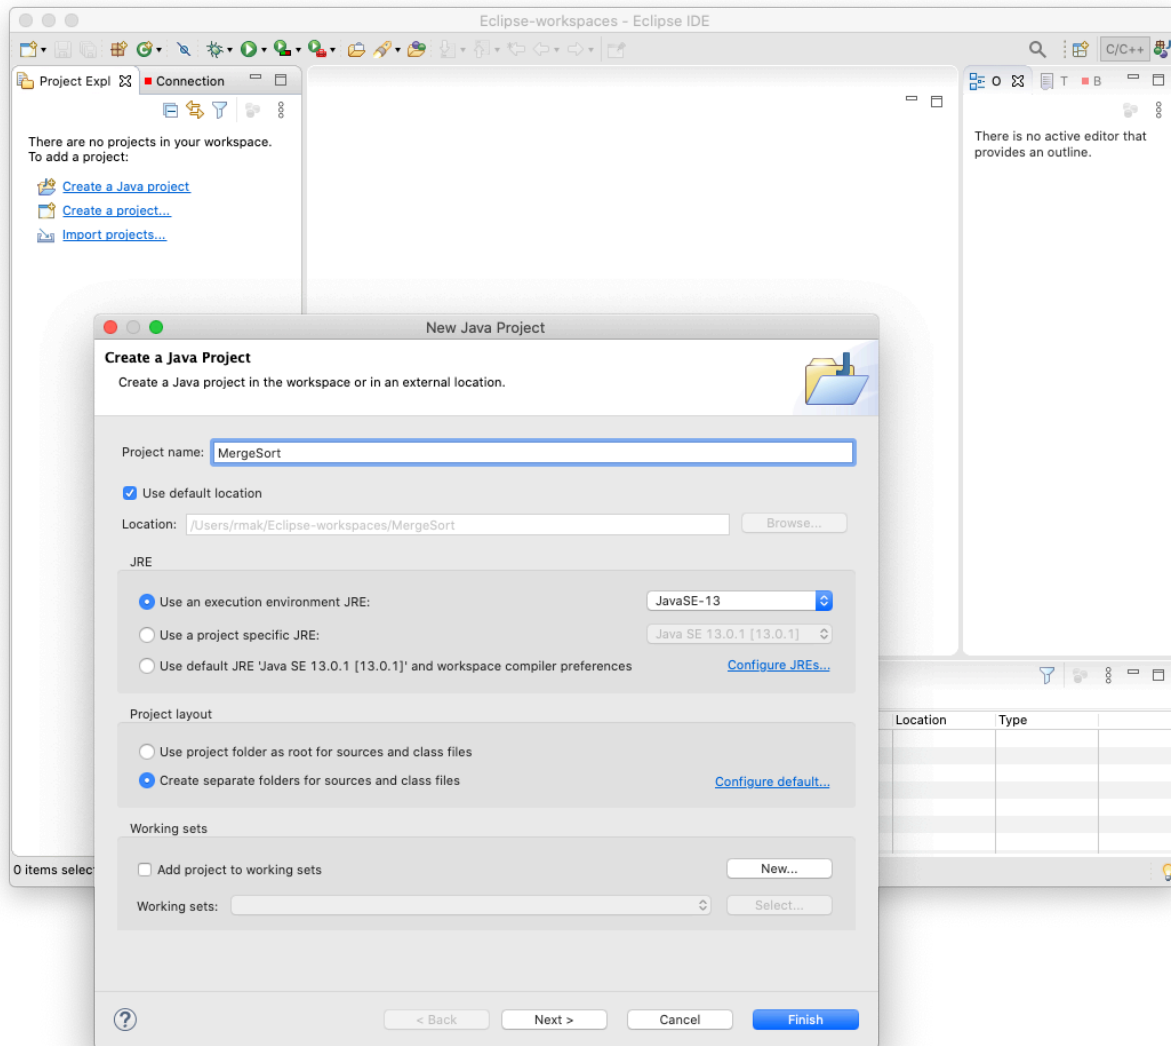 Eclipse-workspaces - Eclipse IDE
C/C++
Project Expl
Connection
O
T
B
There are no projects in your workspace.
To add a project:
Create a Java project
Create a project...
Import projects...
There is no active editor that
provides an outline.
New Java Project
Create a Java Project
Create a Java project in the workspace or in an external location.
Project name: MergeSort
Use default location
Location: /Users/rmak/Eclipse-workspaces/MergeSort Browse...
JRE
Use an execution environment JRE: JavaSE-13
Use a project specific JRE: Java SE 13.0.1 [13.0.1]
Use default JRE 'Java SE 13.0.1 [13.0.1]' and workspace compiler preferences Configure JREs...
Project layout
Use project folder as root for sources and class files
Create separate folders for sources and class files Configure default...
Location Type
Working sets
Add project to working sets New...
Working sets: Select...
0 items selec
? < Back Next > Cancel Finish